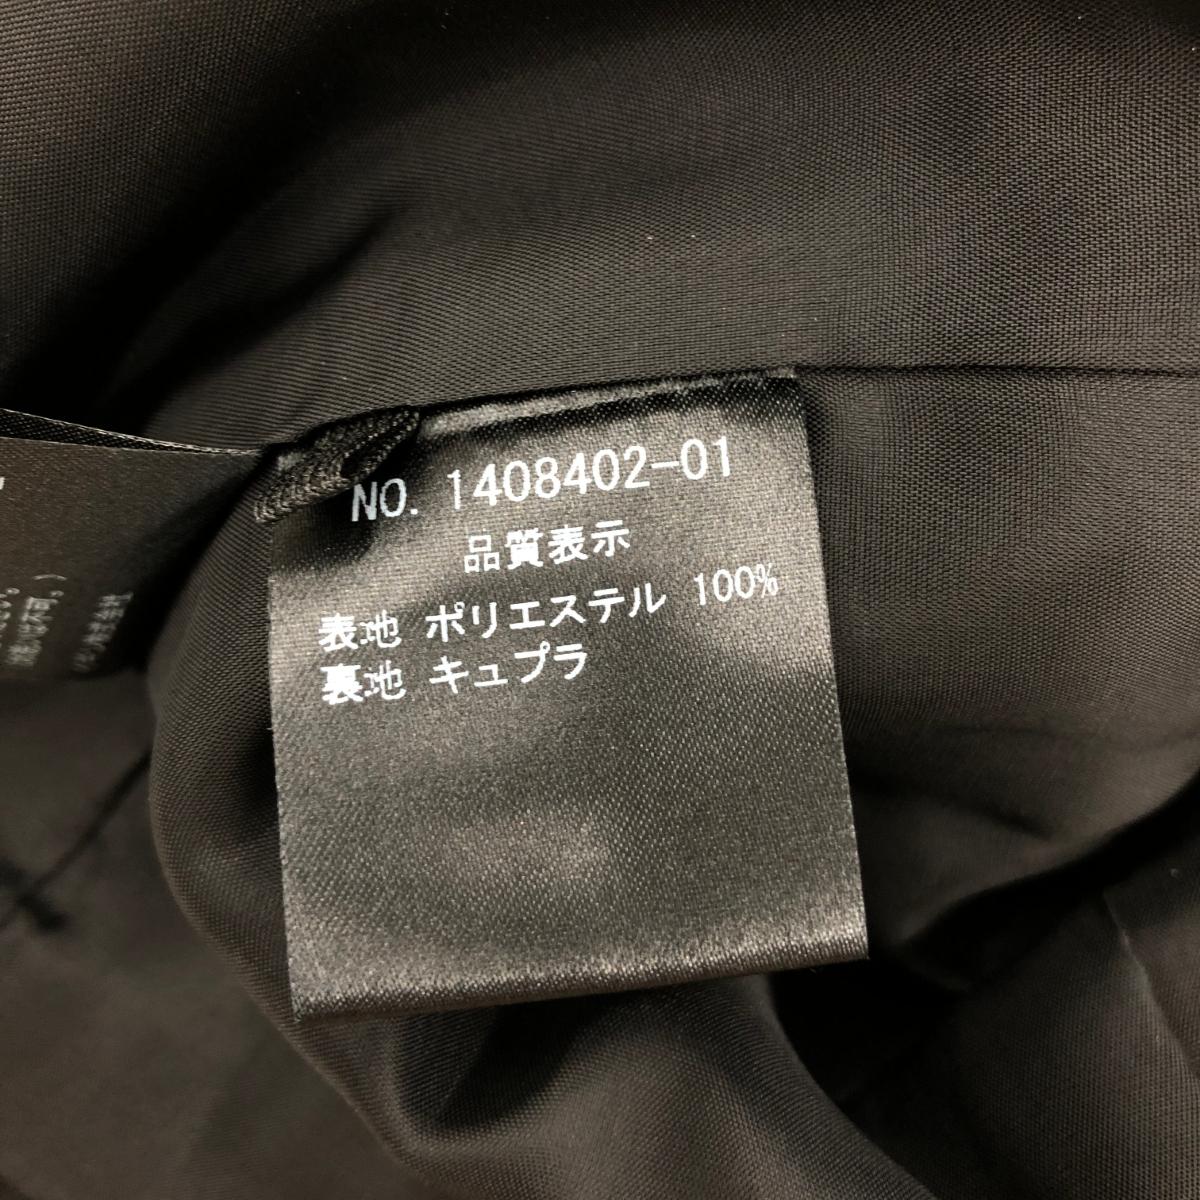 NO. 1408402-01
品質表示
表地 ポリエステル 100%
裏地 キュプラ